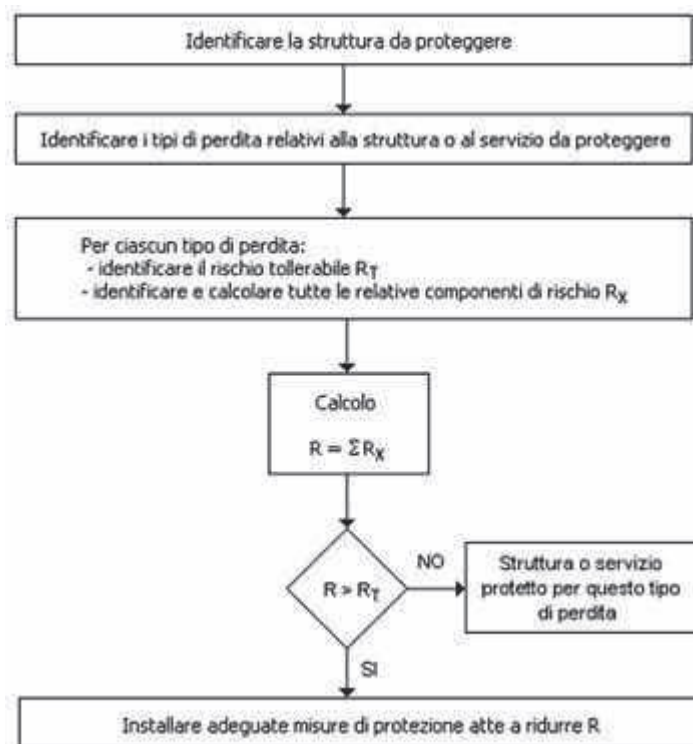 Identificare la struttura da proteggere
Identificare i tipi di perdita relativi alla struttura o al servizio da proteggere
Per ciascun tipo di perdita:
- identificare il rischio tollerabile RT
- identificare e calcolare tutte le relative componenti di rischio RX
Calcolo
R = ΣRX
R > RT
NO
Struttura o servizio
protetto per questo tipo
di perdita
SI
Installare adeguate misure di protezione atte a ridurre R